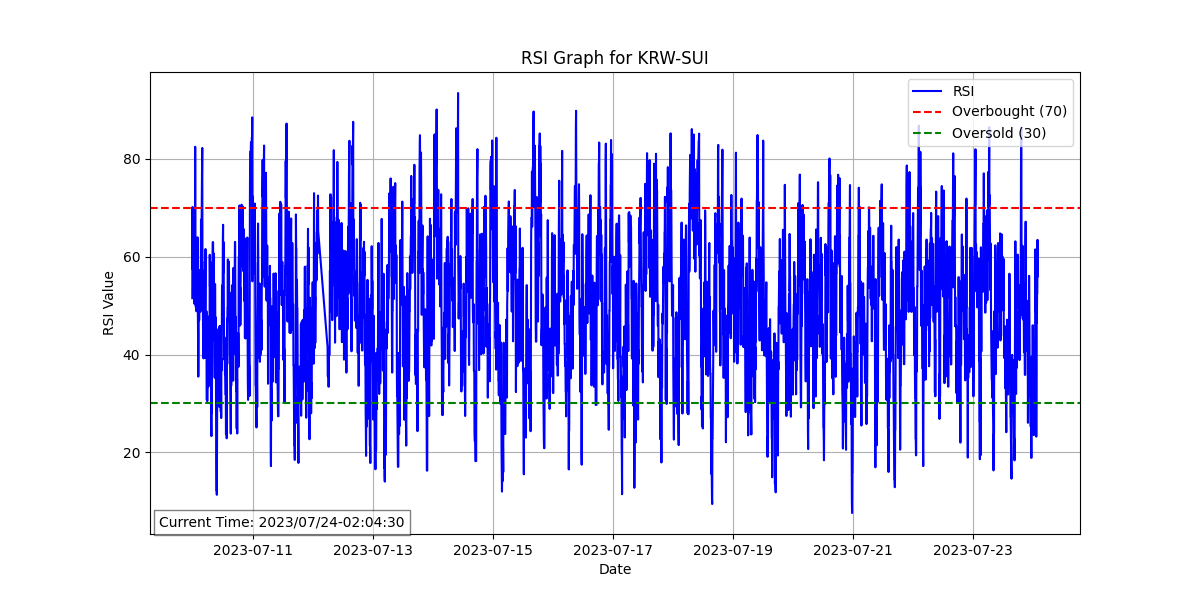 RSI Graph for KRW-SUI
RSI
Overbought (70)
Oversold (30)
RSI Value
80
60
40
20
Current Time: 2023/07/24-02:04:30
2023-07-11
2023-07-13
2023-07-15
2023-07-17
2023-07-19
2023-07-21
2023-07-23
Date